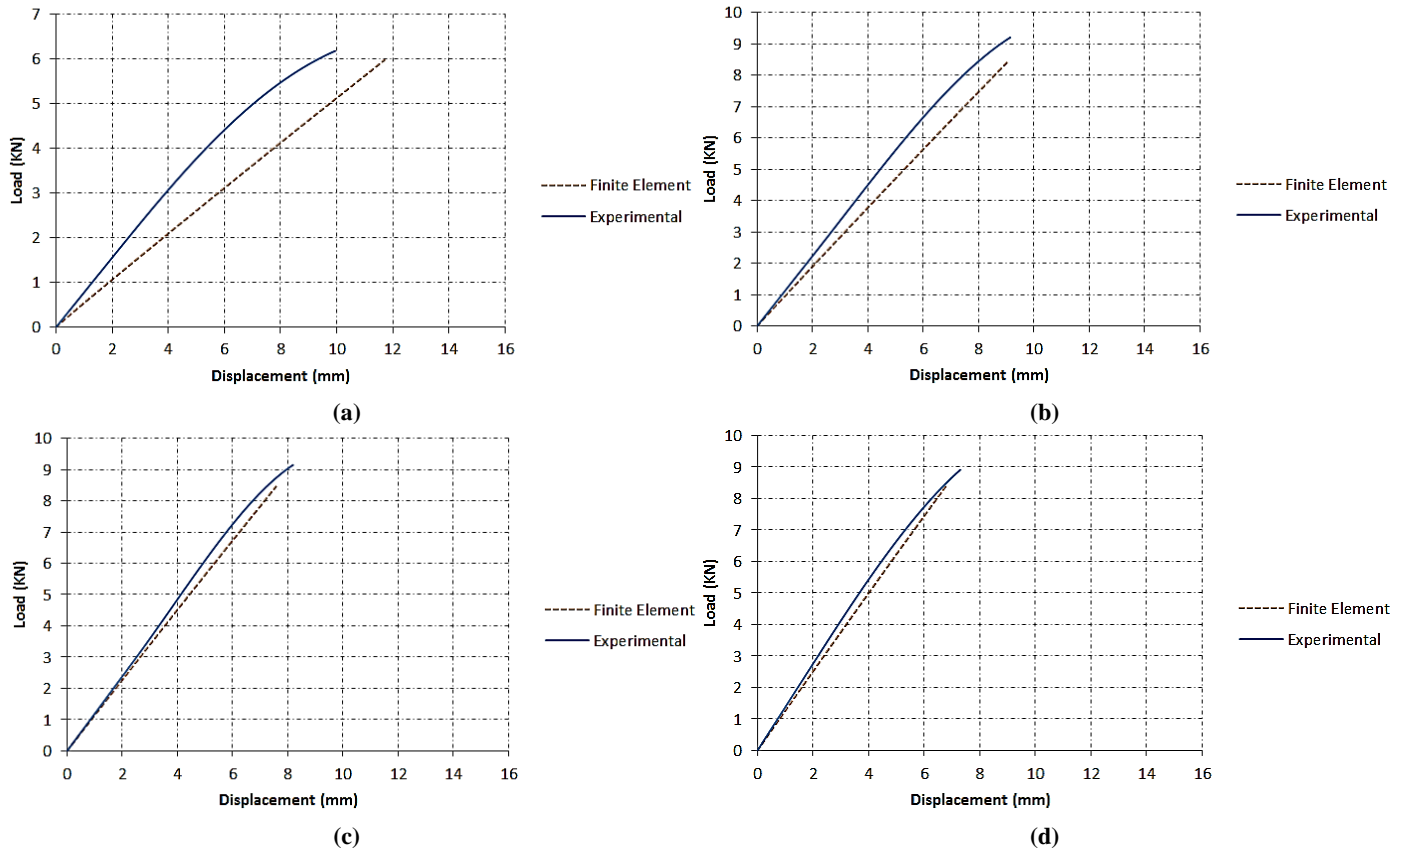 7
6
5
4
3
2
1
0
0 2 4 6 8 10 12 14 16
Load (KN)
Displacement (mm)
Finite Element
Experimental
(a)
10
9
8
7
6
5
4
3
2
1
0
0 2 4 6 8 10 12 14 16
Load (KN)
Displacement (mm)
Finite Element
Experimental
(b)
10
9
8
7
6
5
4
3
2
1
0
0 2 4 6 8 10 12 14 16
Load (KN)
Displacement (mm)
Finite Element
Experimental
(c)
10
9
8
7
6
5
4
3
2
1
0
0 2 4 6 8 10 12 14 16
Load (KN)
Displacement (mm)
Finite Element
Experimental
(d)